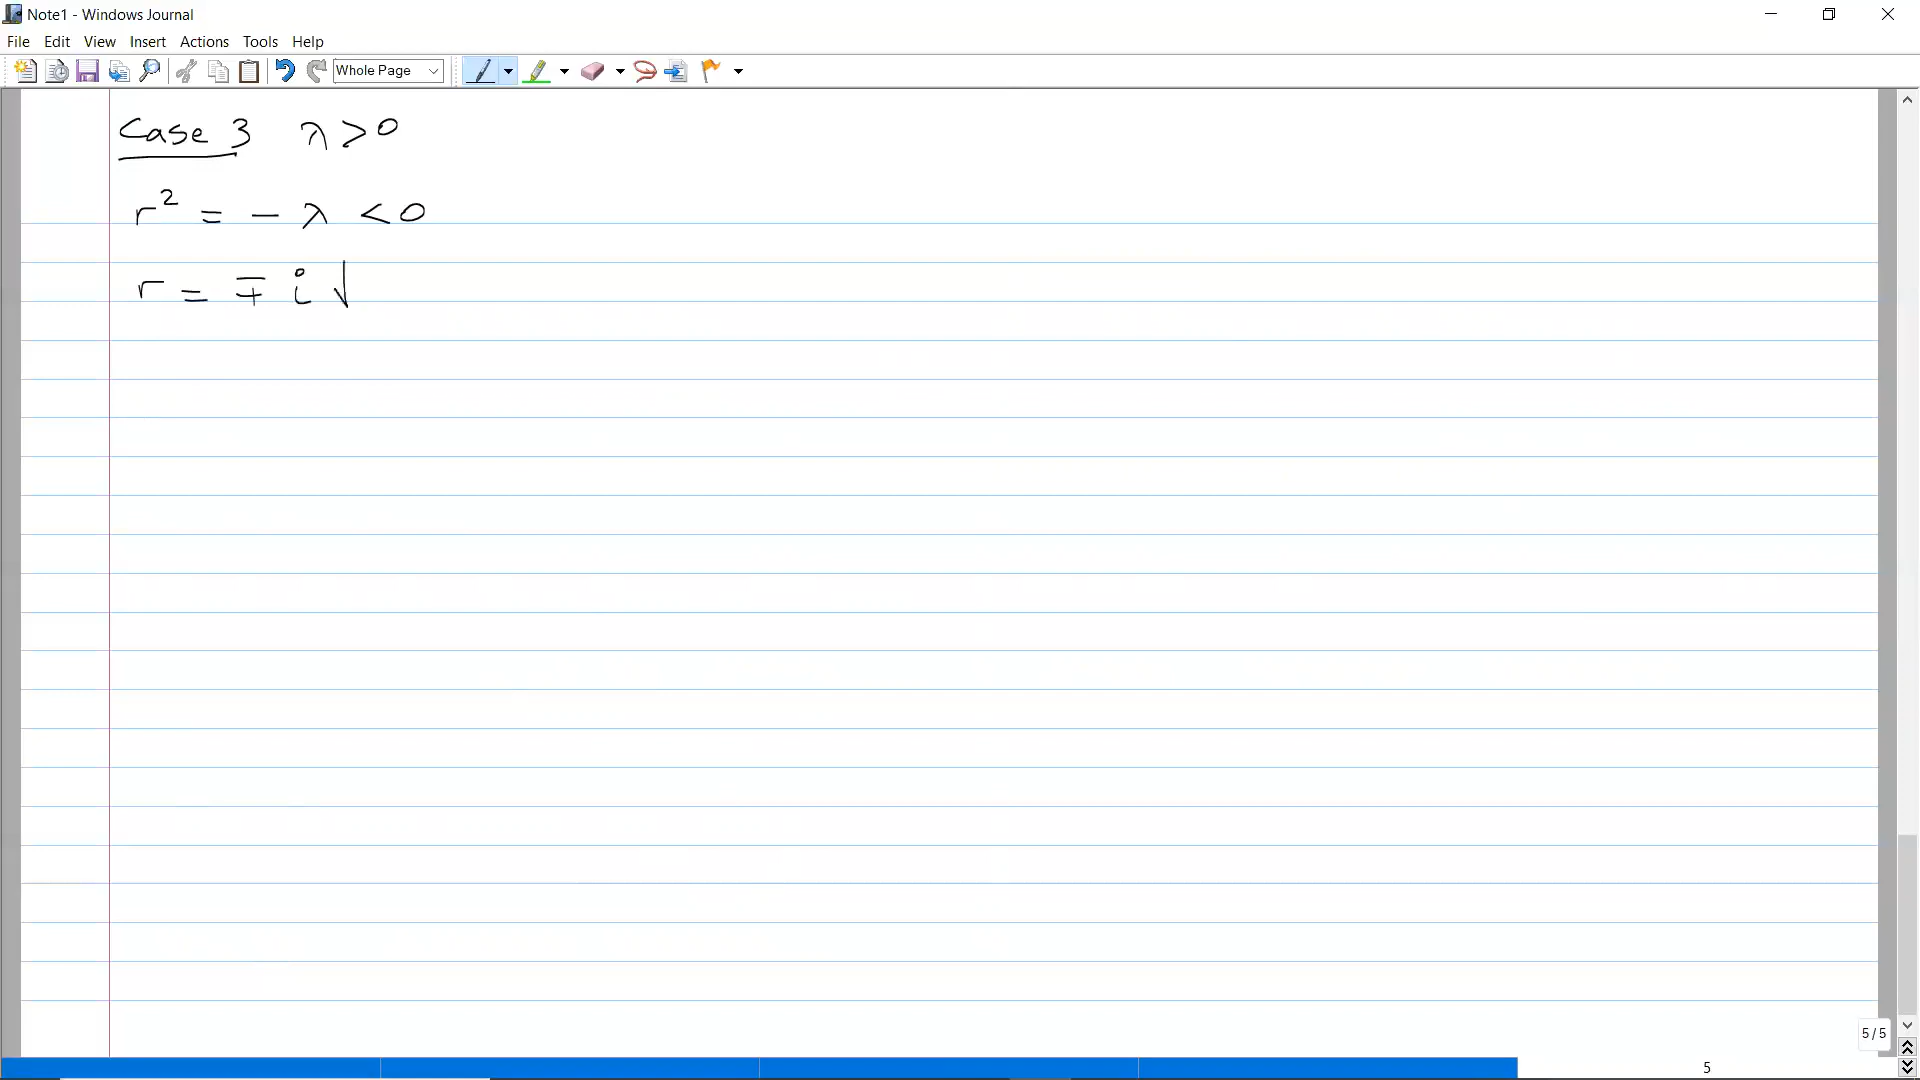 Note1 - Windows Journal
File Edit View Insert Actions Tools Help
Whole Page
Case 3 λ > 0
r² = - λ < 0
r = ∓ i √
5 / 5
5